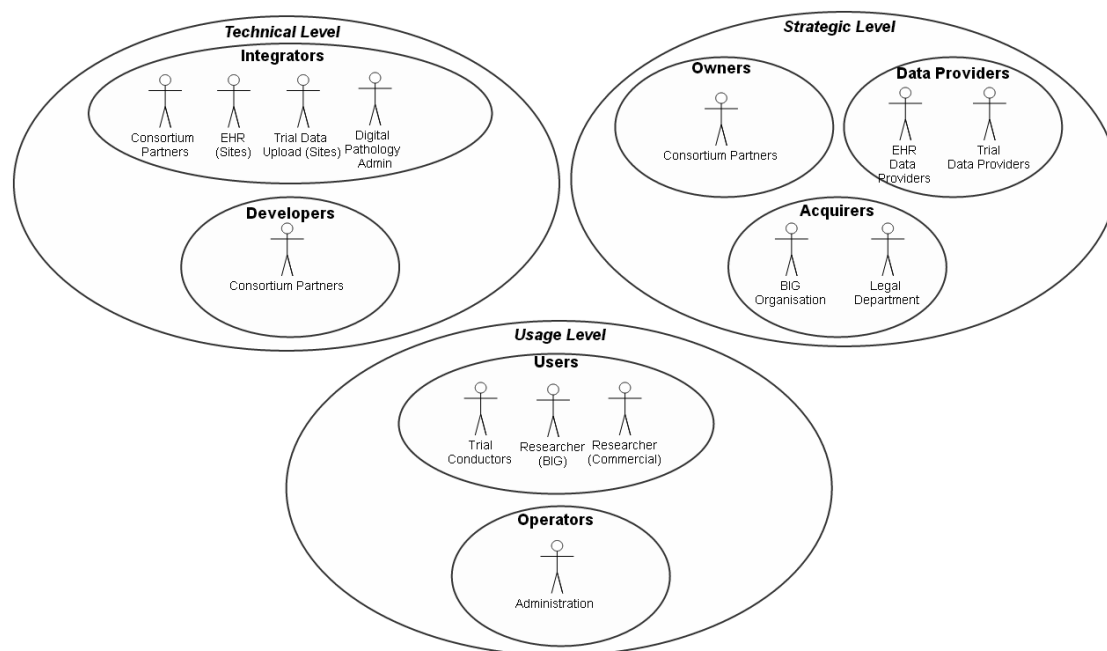 Technical Level
Integrators
Consortium
Partners
EHR
(Sites)
Trial Data
Upload (Sites)
Digital
Pathology
Admin
Developers
Consortium Partners
Strategic Level
Owners
Consortium Partners
Data Providers
EHR
Data
Providers
Trial
Data Providers
Acquirers
BIG
Organisation
Legal
Department
Usage Level
Users
Trial
Conductors
Researcher
(BIG)
Researcher
(Commercial)
Operators
Administration